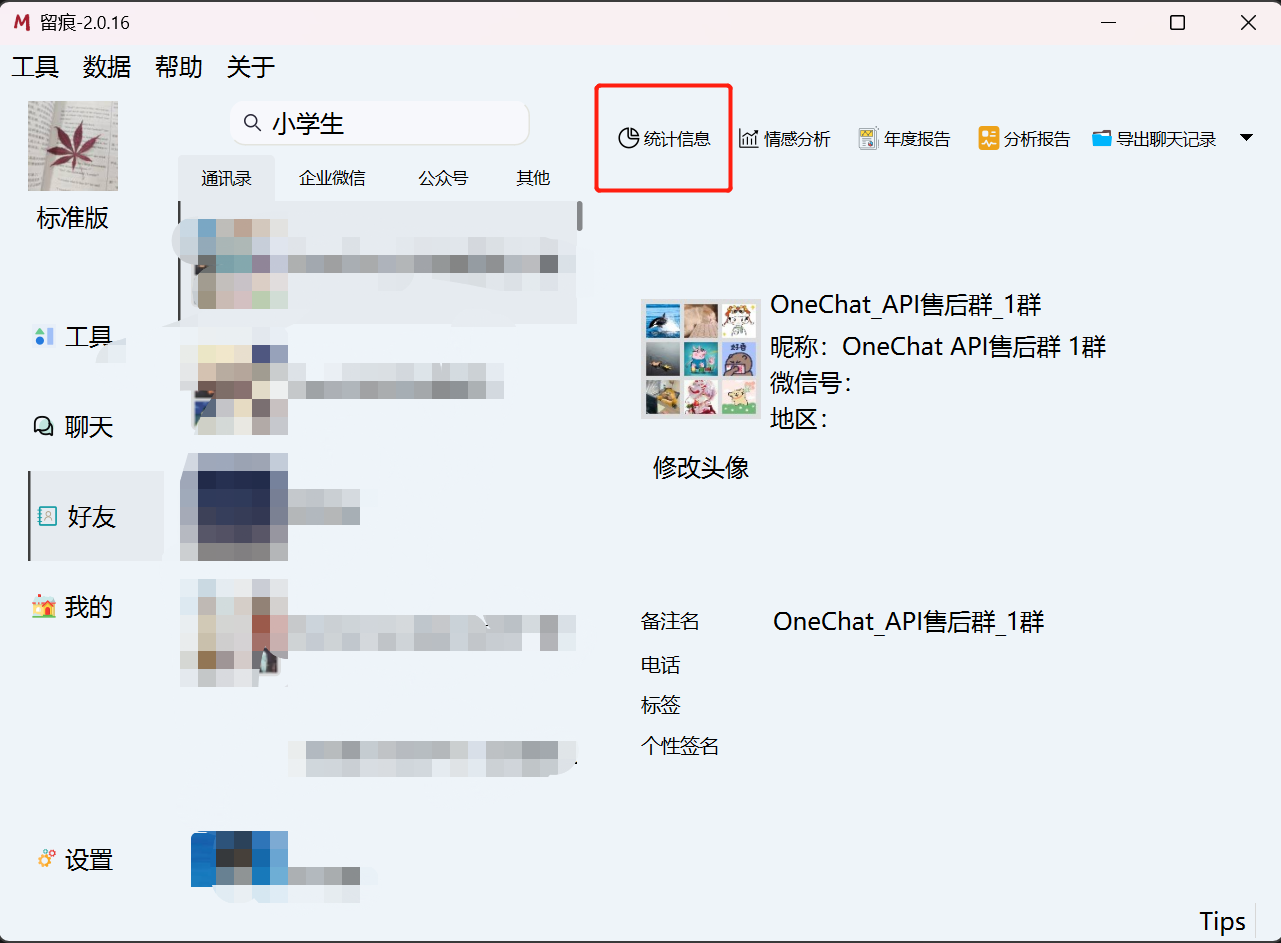 留痕-2.0.16
工具 数据 帮助 关于
小学生
统计信息 情感分析 年度报告 分析报告 导出聊天记录
通讯录 企业微信 公众号 其他
标准版
工具
聊天
好友
我的
设置
OneChat_API售后群_1群
昵称：OneChat API售后群 1群
微信号：
地区：
修改头像
备注名 OneChat_API售后群_1群
电话
标签
个性签名
Tips